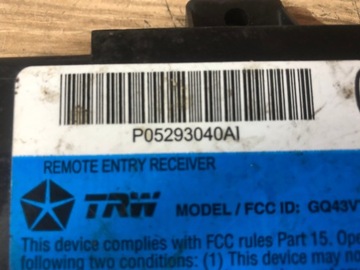 P05293040AI
REMOTE ENTRY RECEIVER
TRW MODEL / FCC ID:
This device complies with FCC rules Part 15.
following two conditions: (1) This device may